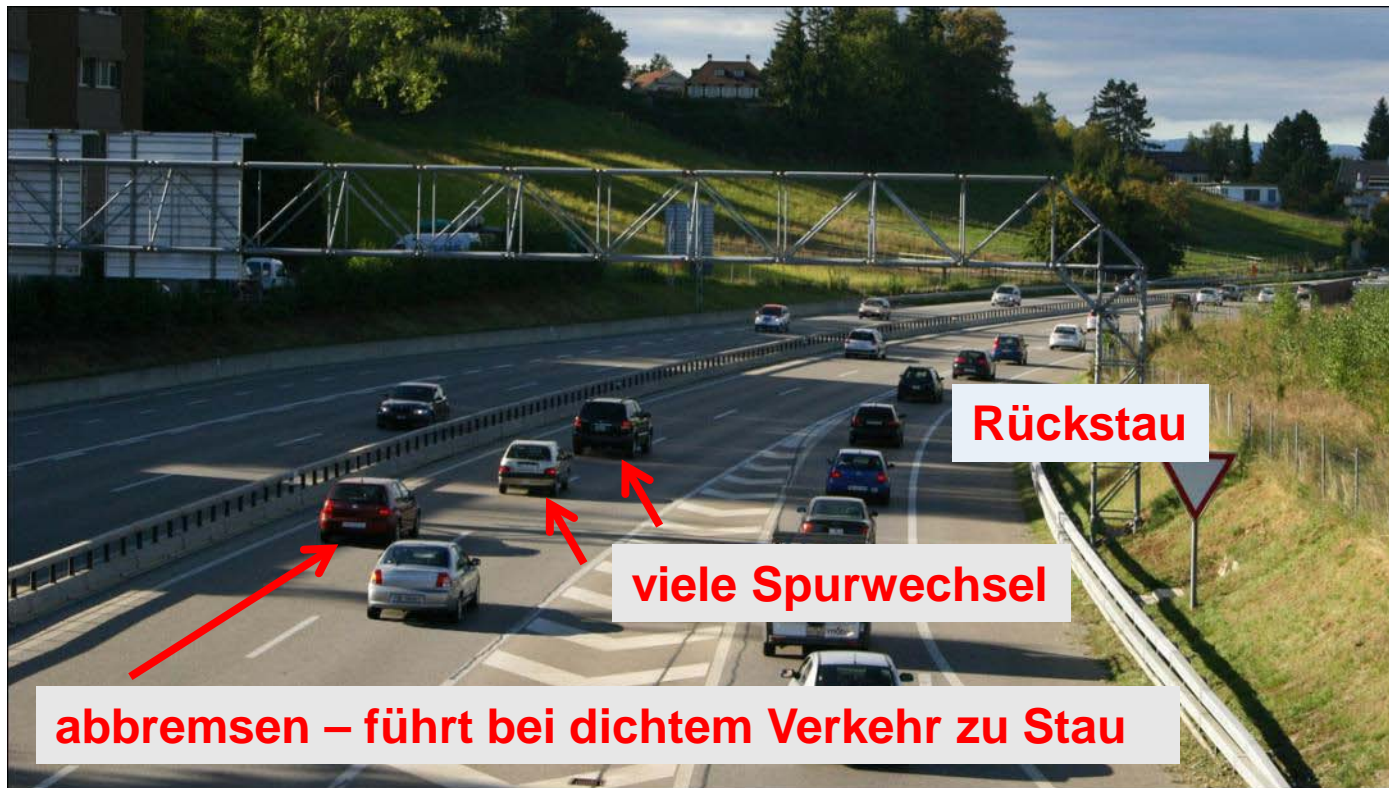 Rückstau
viele Spurwechsel
abbremsen – führt bei dichtem Verkehr zu Stau